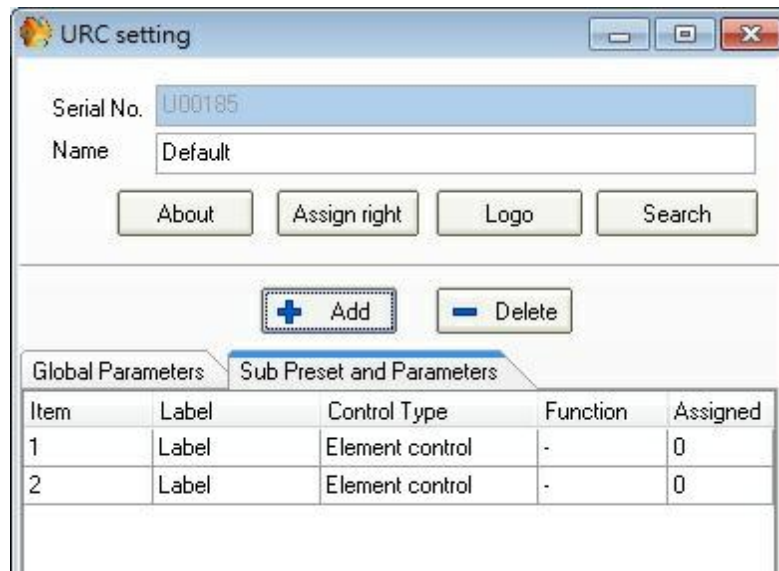 URC setting
Serial No. U00185
Name Default
About Assign right Logo Search
Add Delete
Global Parameters Sub Preset and Parameters
Item Label Control Type Function Assigned
1 Label Element control - 0
2 Label Element control - 0